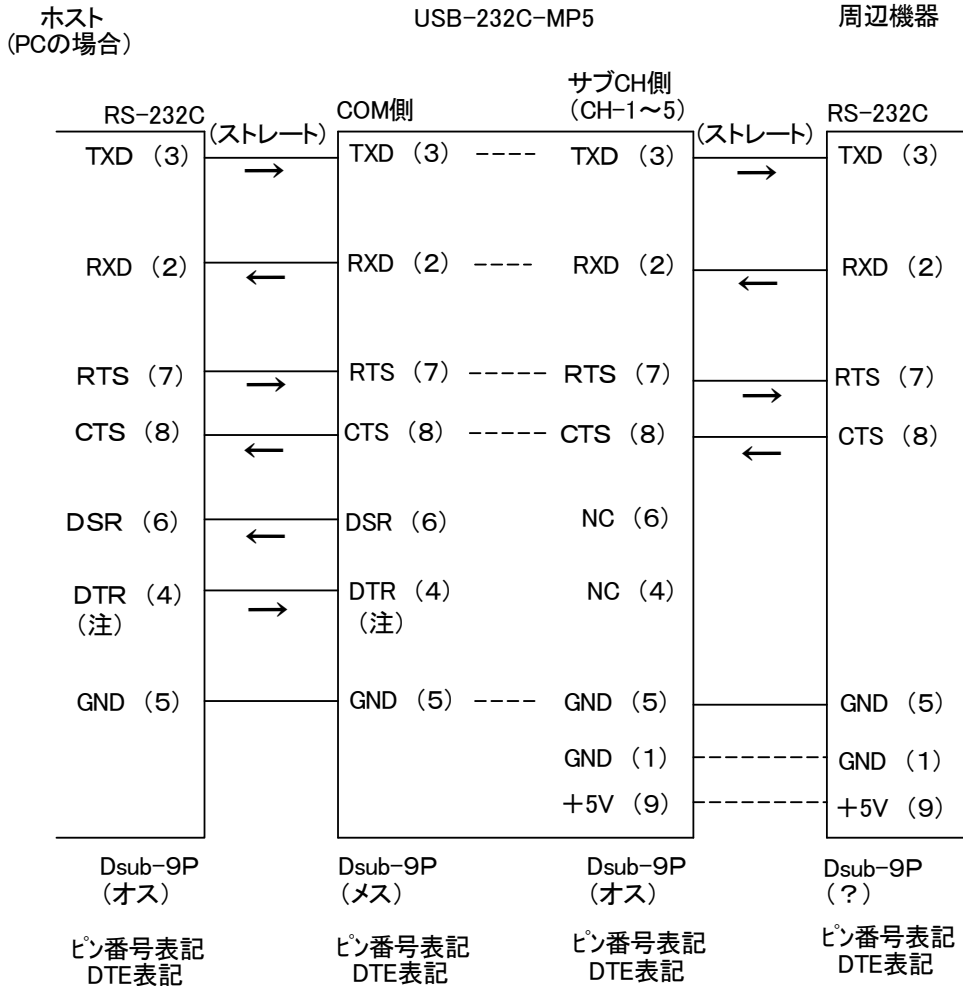 ホスト
(PCの場合)
USB-232C-MP5
周辺機器
RS-232C
(ストレート)
COM側
サブCH側
(CH-1～5)
(ストレート)
RS-232C
TXD (3)
TXD (3)
TXD (3)
TXD (3)
RXD (2)
RXD (2)
RXD (2)
RXD (2)
RTS (7)
RTS (7)
RTS (7)
RTS (7)
CTS (8)
CTS (8)
CTS (8)
CTS (8)
DSR (6)
DSR (6)
NC (6)
DTR (4)
(注)
DTR (4)
(注)
NC (4)
GND (5)
GND (5)
GND (5)
GND (5)
GND (1)
GND (1)
+5V (9)
+5V (9)
Dsub-9P
(オス)
Dsub-9P
(メス)
Dsub-9P
(オス)
Dsub-9P
(?)
ピン番号表記
DTE表記
ピン番号表記
DTE表記
ピン番号表記
DTE表記
ピン番号表記
DTE表記